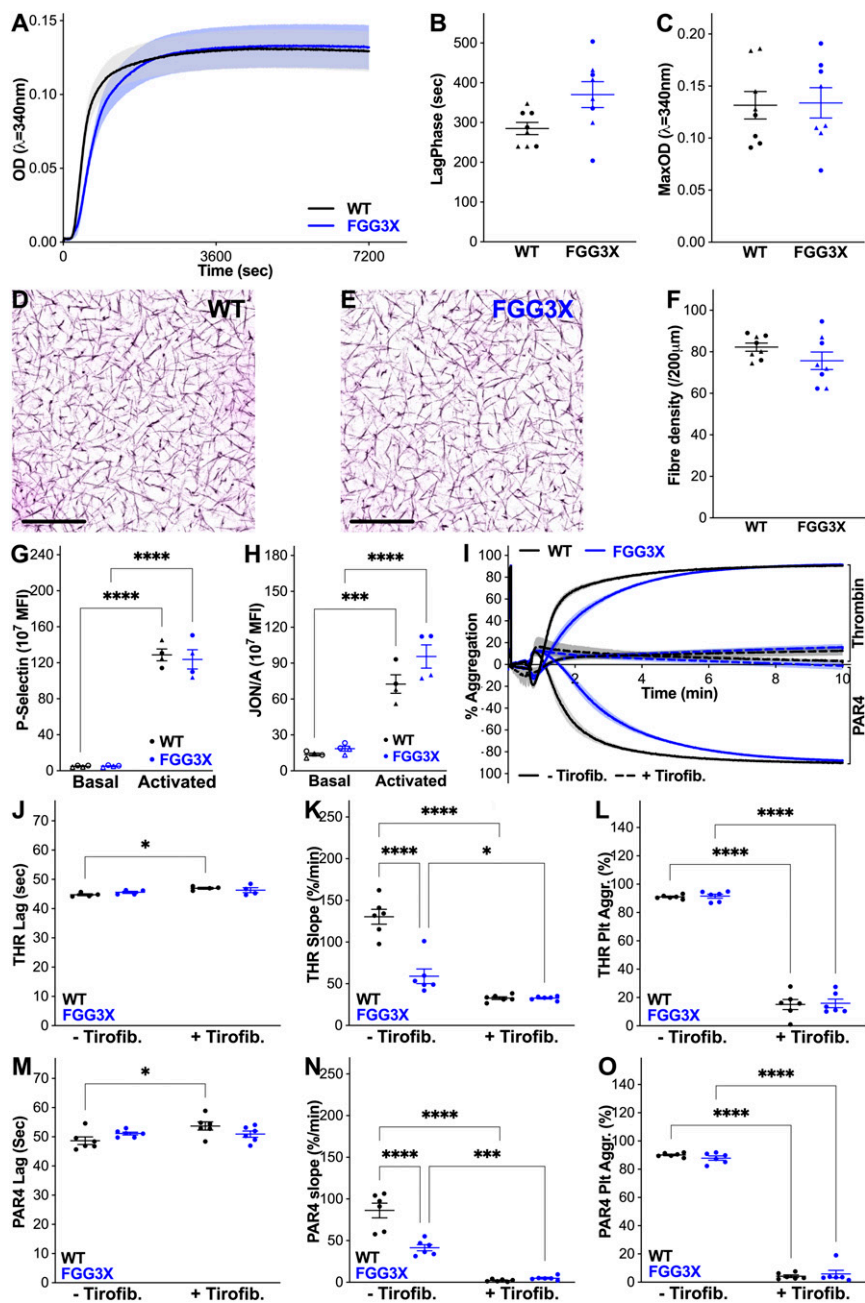 A
OD (λ=340nm)
0.15
0.10
0.05
0.00
0
3600
7200
Time (sec)
WT
FGG3X
B
LagPhase (sec)
500
400
300
200
100
0
WT
FGG3X
C
MaxOD (λ=340nm)
0.20
0.15
0.10
0.05
0.00
WT
FGG3X
D
WT
E
FGG3X
F
Fibre density (/200μm)
100
80
60
40
20
0
WT
FGG3X
G
P-Selectin (10⁷ MFI)
240
200
160
120
80
40
0
****
****
WT
FGG3X
Basal
Activated
H
JON/A (10⁷ MFI)
180
150
120
90
60
30
0
****
***
WT
FGG3X
Basal
Activated
I
WT
FGG3X
% Aggregation
100
80
60
40
20
0
-20
-40
-60
-80
100
2
4
6
8
10
Time (min)
Thrombin
PAR4
- Tirofib.
+ Tirofib.
J
THR Lag (sec)
70
60
50
40
30
20
10
0
*
WT
FGG3X
- Tirofib.
+ Tirofib.
K
THR Slope (%/min)
150
100
50
0
****
****
*
WT
FGG3X
- Tirofib.
+ Tirofib.
L
THR Plt Aggr. (%)
140
120
100
80
60
40
20
0
****
****
WT
FGG3X
- Tirofib.
+ Tirofib.
M
PAR4 Lag (Sec)
70
60
50
40
30
20
10
0
*
WT
FGG3X
- Tirofib.
+ Tirofib.
N
PAR4 slope (%/min)
150
100
50
0
****
****
***
WT
FGG3X
- Tirofib.
+ Tirofib.
O
PAR4 Plt Aggr. (%)
140
120
100
80
60
40
20
0
****
****
WT
FGG3X
- Tirofib.
+ Tirofib.